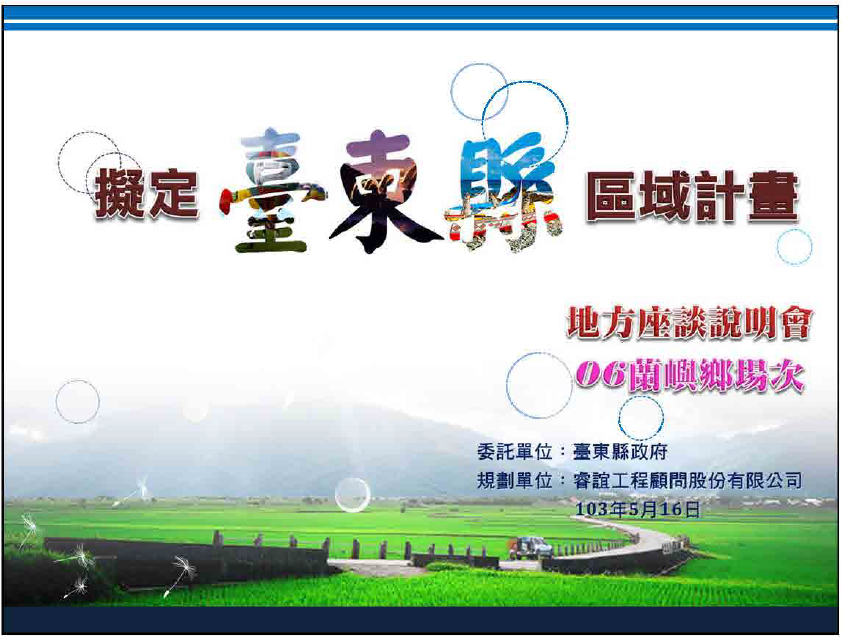 擬定臺東縣區域計畫
地方座談說明會
06蘭嶼鄉場次
委託單位：臺東縣政府
規劃單位：睿誼工程顧問股份有限公司
103年5月16日